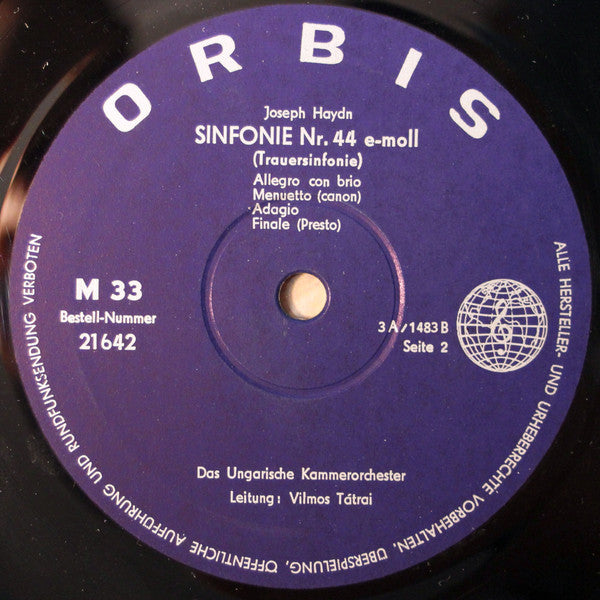 ORBIS
Joseph Haydn
SINFONIE Nr. 44 e-moll
(Trauersinfonie)
Allegro con brio
Menuetto (canon)
Adagio
Finale (Presto)
M 33
Bestell-Nummer
21642
3 A/1483 B
Seite 2
Das Ungarische Kammerorchester
Leitung: Vilmos Tátrai
ALLE HERSTELLER- UND URHEBERRECHTE VORBEHALTEN. ÜBERSPIELUNG, ÖFFENTLICHE AUFFÜHRUNG UND RUNDFUNKSENDUNG VERBOTEN